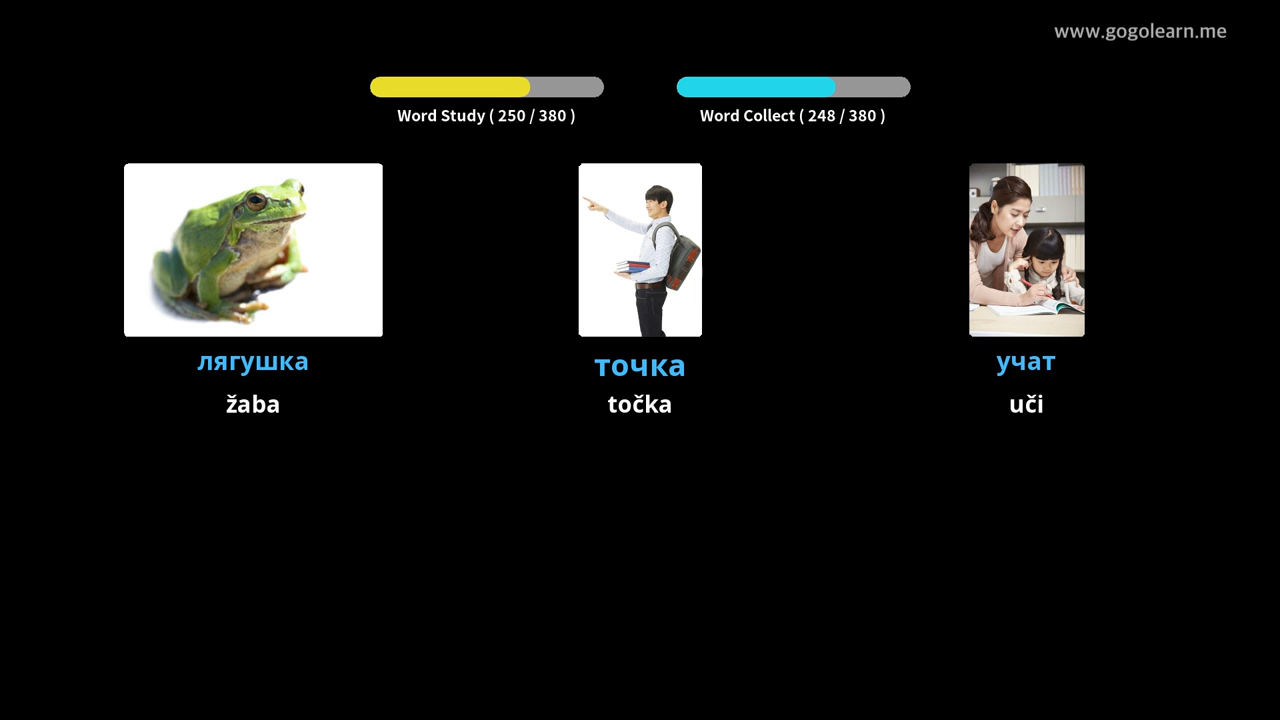 www.gogolearn.me
Word Study ( 250 / 380 )
Word Collect ( 248 / 380 )
лягушка
точка
учат
žaba
točka
uči